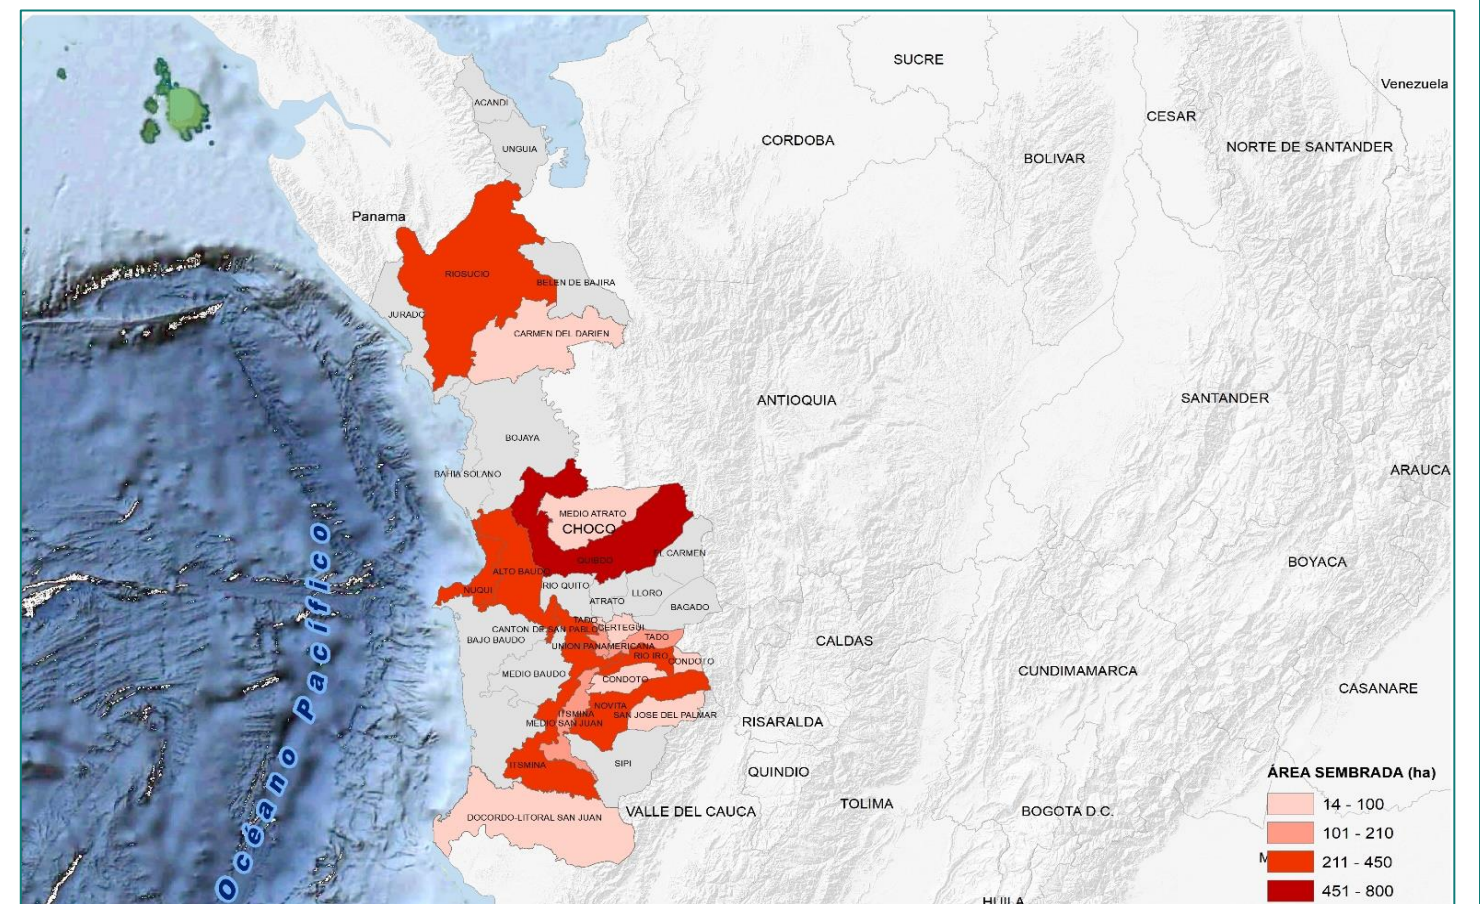 SUCRE
Venezuela
ACANDI
CESAR
CORDOBA
NORTE DE SANTANDER
UNGUIA
BOLIVAR
Panama
RIOSUCIO
BELEN DE BAJIRA
JURADO
CARMEN DEL DARIEN
ANTIOQUIA
SANTANDER
BOJAYA
BAHIA SOLANO
ARAUCA
MEDIO ATRATO
CHOCO
QUIBDO
EL CARMEN
BOYACA
ALTO BAUDO
NUQUI
RIO QUITO
LLORO
ATRATO
BAGADO
TADO
CANTON DE SAN PABLO
CERTEGUI
BAJO BAUDO
TADO
UNION PANAMERICANA
RIO IRO
CONDOTO
CALDAS
MEDIO BAUDO
CONDOTO
CUNDIMAMARCA
CASANARE
NOVITA
ITSMINA
SAN JOSE DEL PALMAR
MEDIO SAN JUAN
RISARALDA
ITSMINA
SIPI
QUINDIO
TOLIMA
VALLE DEL CAUCA
BOGOTA D.C.
DOCORDO-LITORAL SAN JUAN
Océano Pacífico
HUILA
M
ÁREA SEMBRADA (ha)
14 - 100
101 - 210
211 - 450
451 - 800